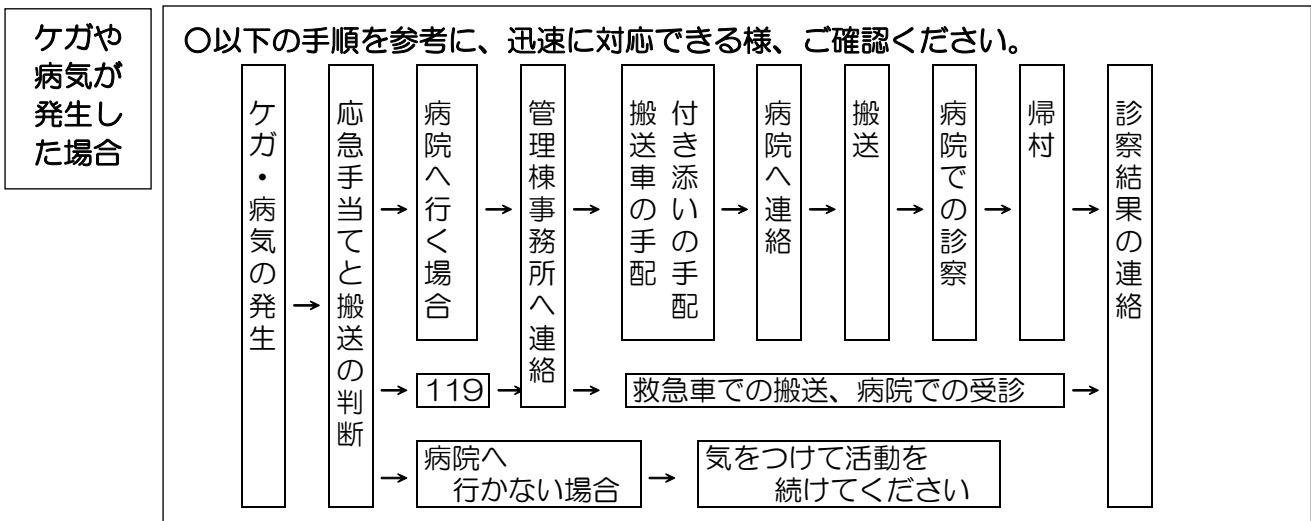 ケガや
病気が
発生し
た場合
○以下の手順を参考に、迅速に対応できる様、ご確認ください。
ケガ・病気の発生
→
応急手当てと搬送の判断
→
病院へ行く場合
→
管理棟事務所へ連絡
→
付き添いの手配
搬送車の手配
→
病院へ連絡
→
搬送
→
病院での診察
→
帰村
→
診察結果の連絡
→
119
→
→
救急車での搬送、病院での受診
→
→
病院へ
行かない場合
→
気をつけて活動を
続けてください